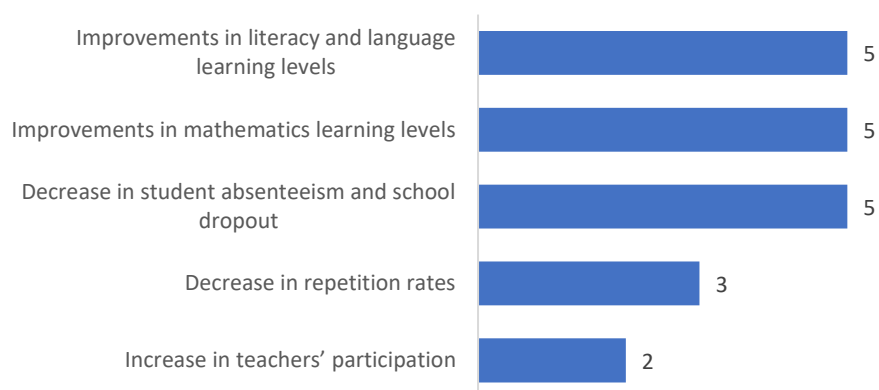 Improvements in literacy and language
learning levels
5
Improvements in mathematics learning levels
5
Decrease in student absenteeism and school
dropout
5
Decrease in repetition rates
3
Increase in teachers’ participation
2